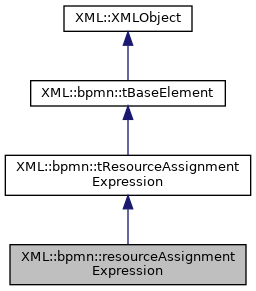 XML::XMLObject
XML::bpmn::tBaseElement
XML::bpmn::tResourceAssignment
Expression
XML::bpmn::resourceAssignment
Expression